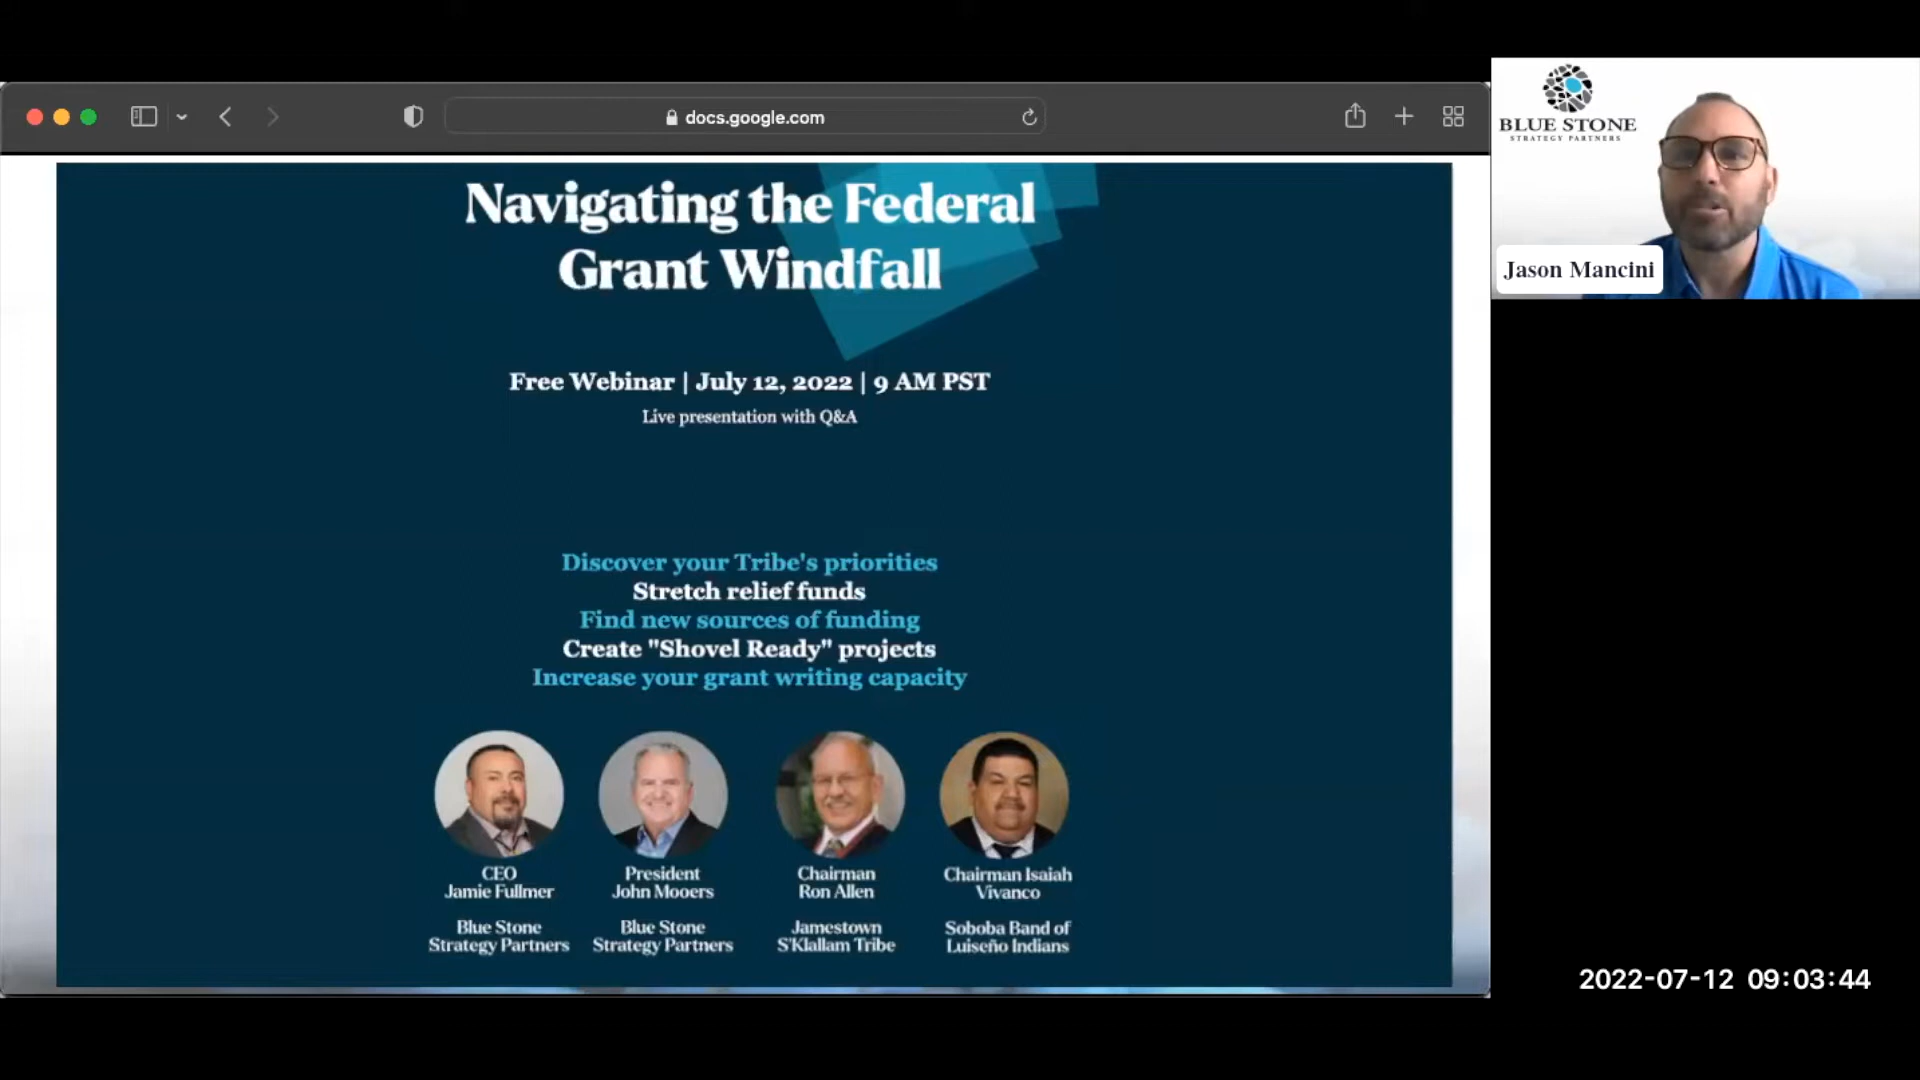 docs.google.com
Navigating the Federal
Grant Windfall
Free Webinar | July 12, 2022 | 9 AM PST
Live presentation with Q&A
Discover your Tribe's priorities
Stretch relief funds
Find new sources of funding
Create "Shovel Ready" projects
Increase your grant writing capacity
CEO
Jamie Fullmer
Blue Stone
Strategy Partners
President
John Mooers
Blue Stone
Strategy Partners
Chairman
Ron Allen
Jamestown
S'Klallam Tribe
Chairman Isaiah
Vivanco
Soboba Band of
Luiseño Indians
BLUE STONE
STRATEGY PARTNERS
Jason Mancini
2022-07-12 09:03:44